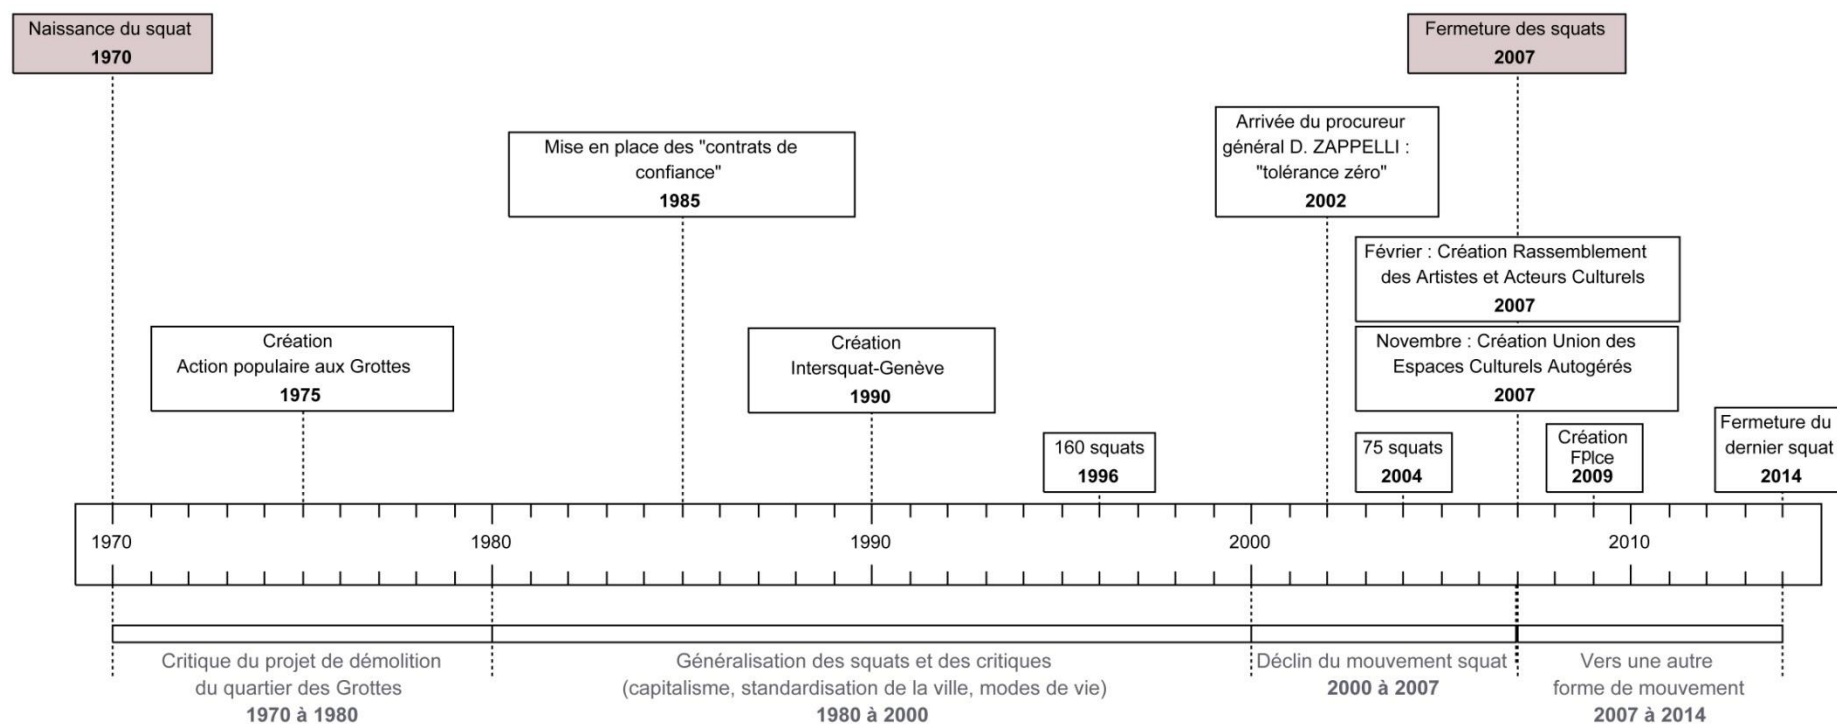 Naissance du squat
1970
Fermeture des squats
2007
Mise en place des "contrats de
confiance"
1985
Arrivée du procureur
général D. ZAPPELLI :
"tolérance zéro"
2002
Février : Création Rassemblement
des Artistes et Acteurs Culturels
2007
Création
Action populaire aux Grottes
1975
Création
Intersquat-Genève
1990
Novembre : Création Union des
Espaces Culturels Autogérés
2007
160 squats
1996
75 squats
2004
Création
FPlce
2009
Fermeture du
dernier squat
2014
1970
1980
1990
2000
2010
Critique du projet de démolition
du quartier des Grottes
1970 à 1980
Généralisation des squats et des critiques
(capitalisme, standardisation de la ville, modes de vie)
1980 à 2000
Déclin du mouvement squat
2000 à 2007
Vers une autre
forme de mouvement
2007 à 2014